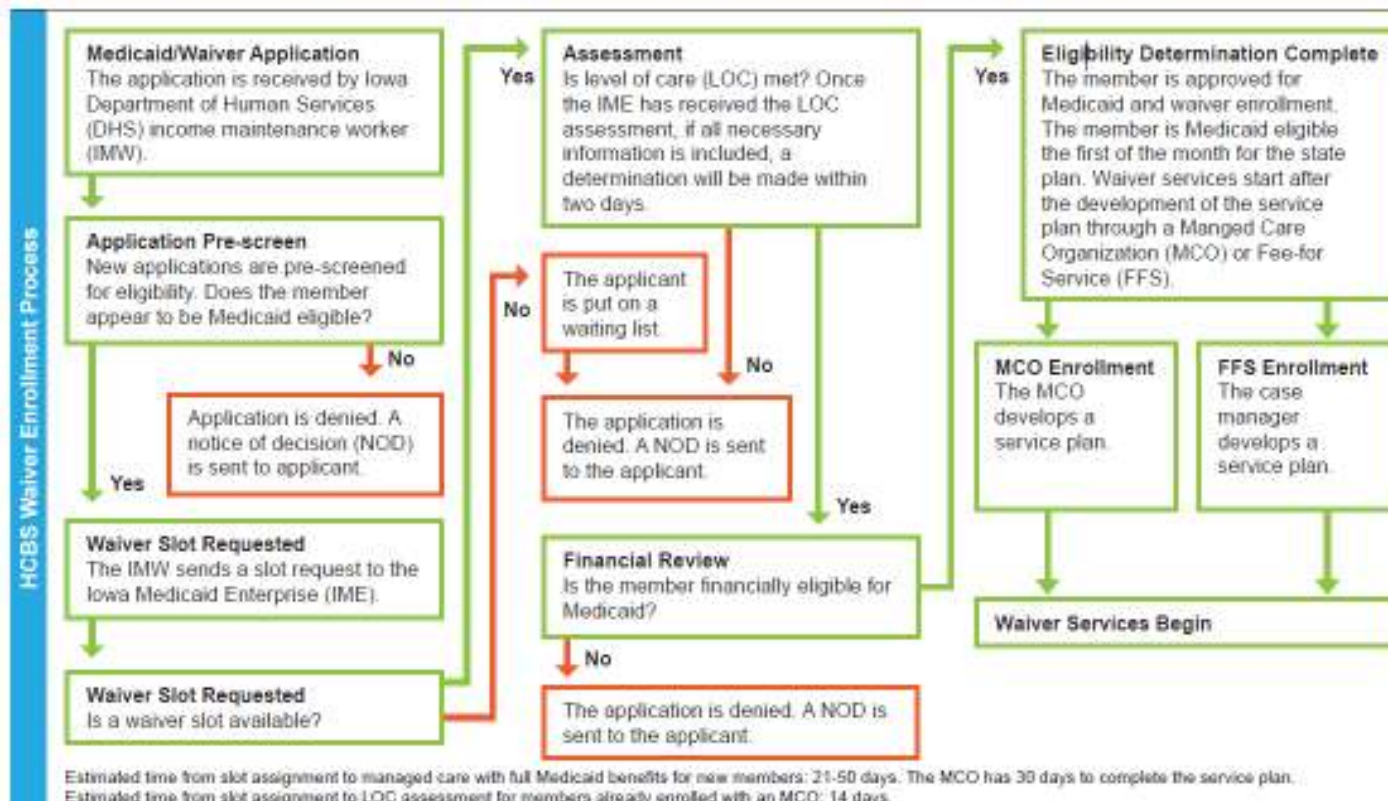 HCBS Waiver Enrollment Process
Medicaid/Waiver Application
The application is received by Iowa
Department of Human Services
(DHS) income maintenance worker
(IMW).
Application Pre-screen
New applications are pre-screened
for eligibility. Does the member
appear to be Medicaid eligible?
No
Application is denied. A
notice of decision (NOD)
is sent to applicant.
Yes
Waiver Slot Requested
The IMW sends a slot request to the
Iowa Medicaid Enterprise (IME).
Waiver Slot Requested
Is a waiver slot available?
Yes
Assessment
Is level of care (LOC) met? Once
the IME has received the LOC
assessment, if all necessary
information is included, a
determination will be made within
two days.
No
The applicant
is put on a
waiting list.
No
The application is
denied. A NOD is sent
to the applicant.
Yes
Financial Review
Is the member financially eligible for
Medicaid?
No
The application is denied. A NOD is
sent to the applicant.
Yes
Eligibility Determination Complete
The member is approved for
Medicaid and waiver enrollment.
The member is Medicaid eligible
the first of the month for the state
plan. Waiver services start after
the development of the service
plan through a Manged Care
Organization (MCO) or Fee-for
Service (FFS).
MCO Enrollment
The MCO
develops a
service plan.
FFS Enrollment
The case
manager
develops a
service plan.
Waiver Services Begin
Estimated time from slot assignment to managed care with full Medicaid benefits for new members: 21-50 days. The MCO has 30 days to complete the service plan.
Estimated time from slot assignment to LOC assessment for members already enrolled with an MCO: 14 days.